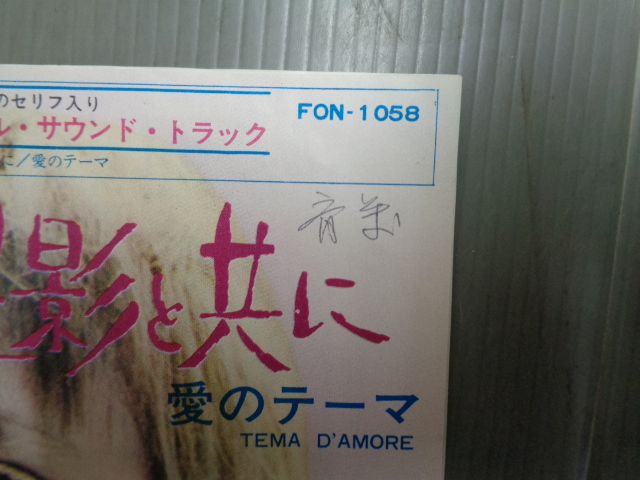 のセリフ入り
FON-1058
ル・サウンド・トラック
に／愛のテーマ
影と共に
愛のテーマ
TEMA D'AMORE